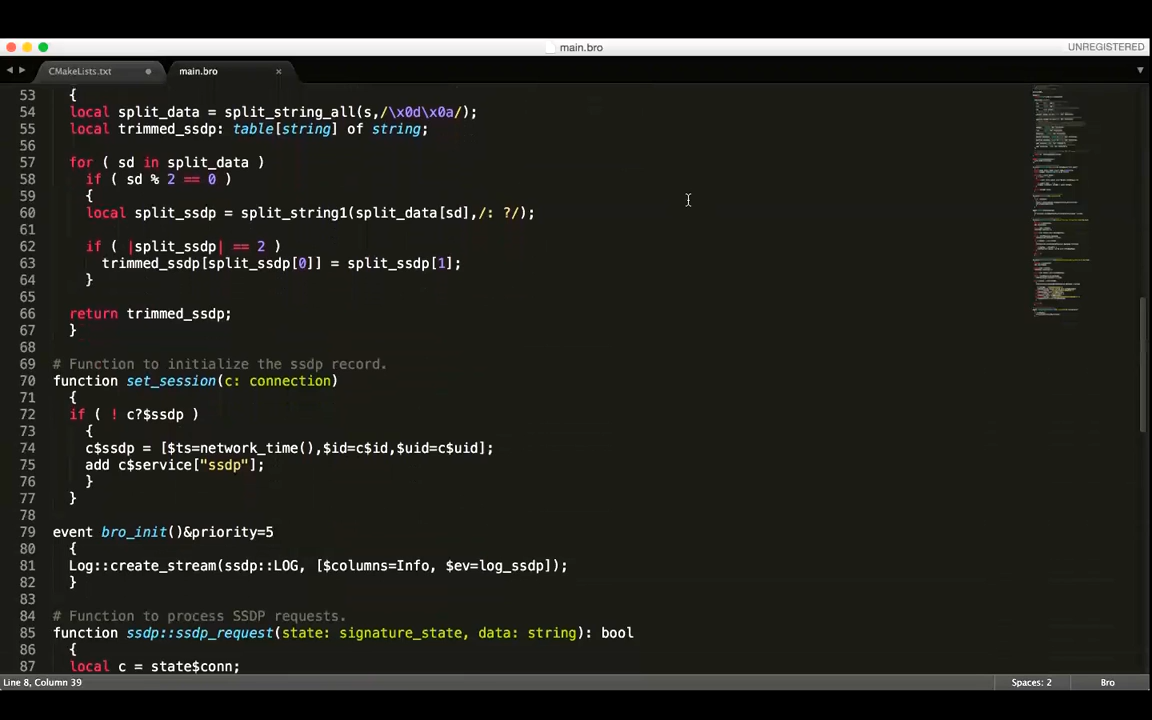 main.bro
UNREGISTERED
CMakeLists.txt
main.bro
53 {
54 local split_data = split_string_all(s,/\x0d\x0a/);
55 local trimmed_ssdp: table[string] of string;
56
57 for ( sd in split_data )
58 if ( sd % 2 == 0 )
59 {
60 local split_ssdp = split_string1(split_data[sd],/: ?/);
61
62 if ( |split_ssdp| == 2 )
63 trimmed_ssdp[split_ssdp[0]] = split_ssdp[1];
64 }
65
66 return trimmed_ssdp;
67 }
68
69 # Function to initialize the ssdp record.
70 function set_session(c: connection)
71 {
72 if ( ! c?$ssdp )
73 {
74 c$ssdp = [$ts=network_time(),$id=c$id,$uid=c$uid];
75 add c$service["ssdp"];
76 }
77 }
78
79 event bro_init()&priority=5
80 {
81 Log::create_stream(ssdp::LOG, [$columns=Info, $ev=log_ssdp]);
82 }
83
84 # Function to process SSDP requests.
85 function ssdp::ssdp_request(state: signature_state, data: string): bool
86 {
87 local c = state$conn;
Line 8, Column 39
Spaces: 2
Bro